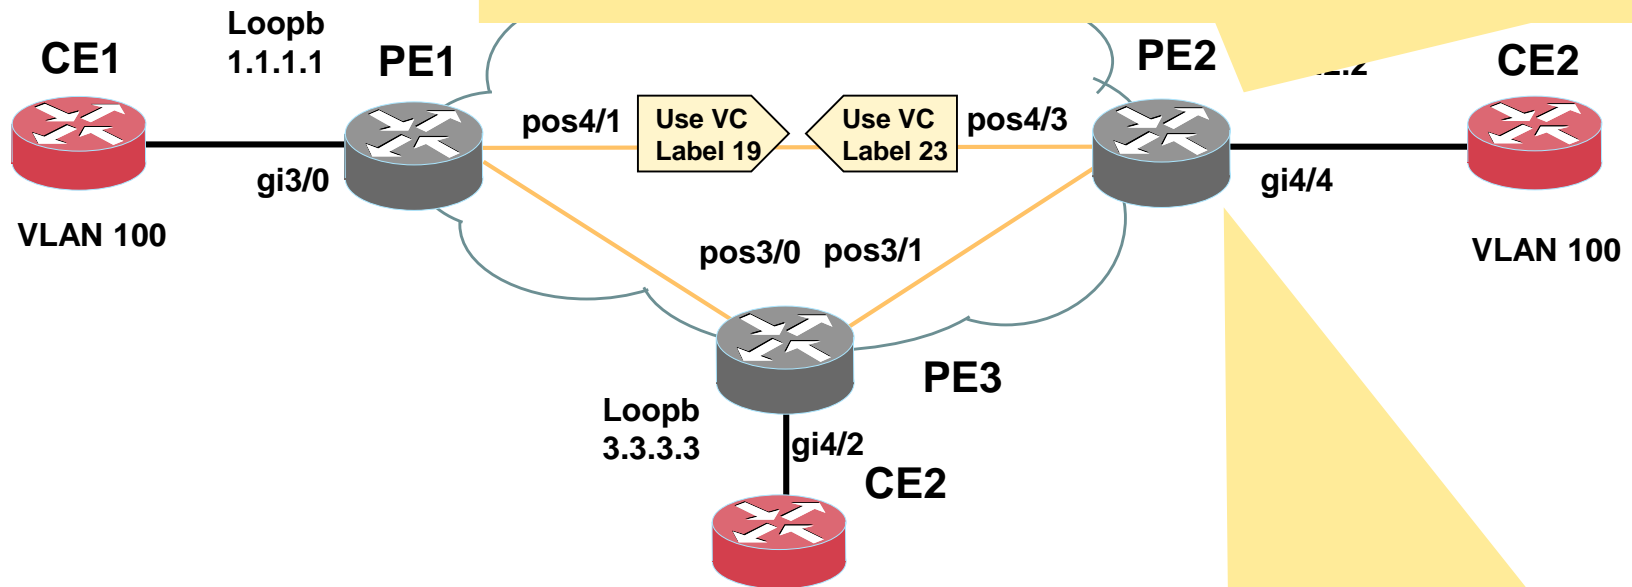 Loopb
1.1.1.1
CE1
PE1
PE2
CE2
pos4/1
Use VC
Label 19
Use VC
Label 23
pos4/3
gi3/0
gi4/4
VLAN 100
pos3/0
pos3/1
VLAN 100
PE3
Loopb
3.3.3.3
gi4/2
CE2